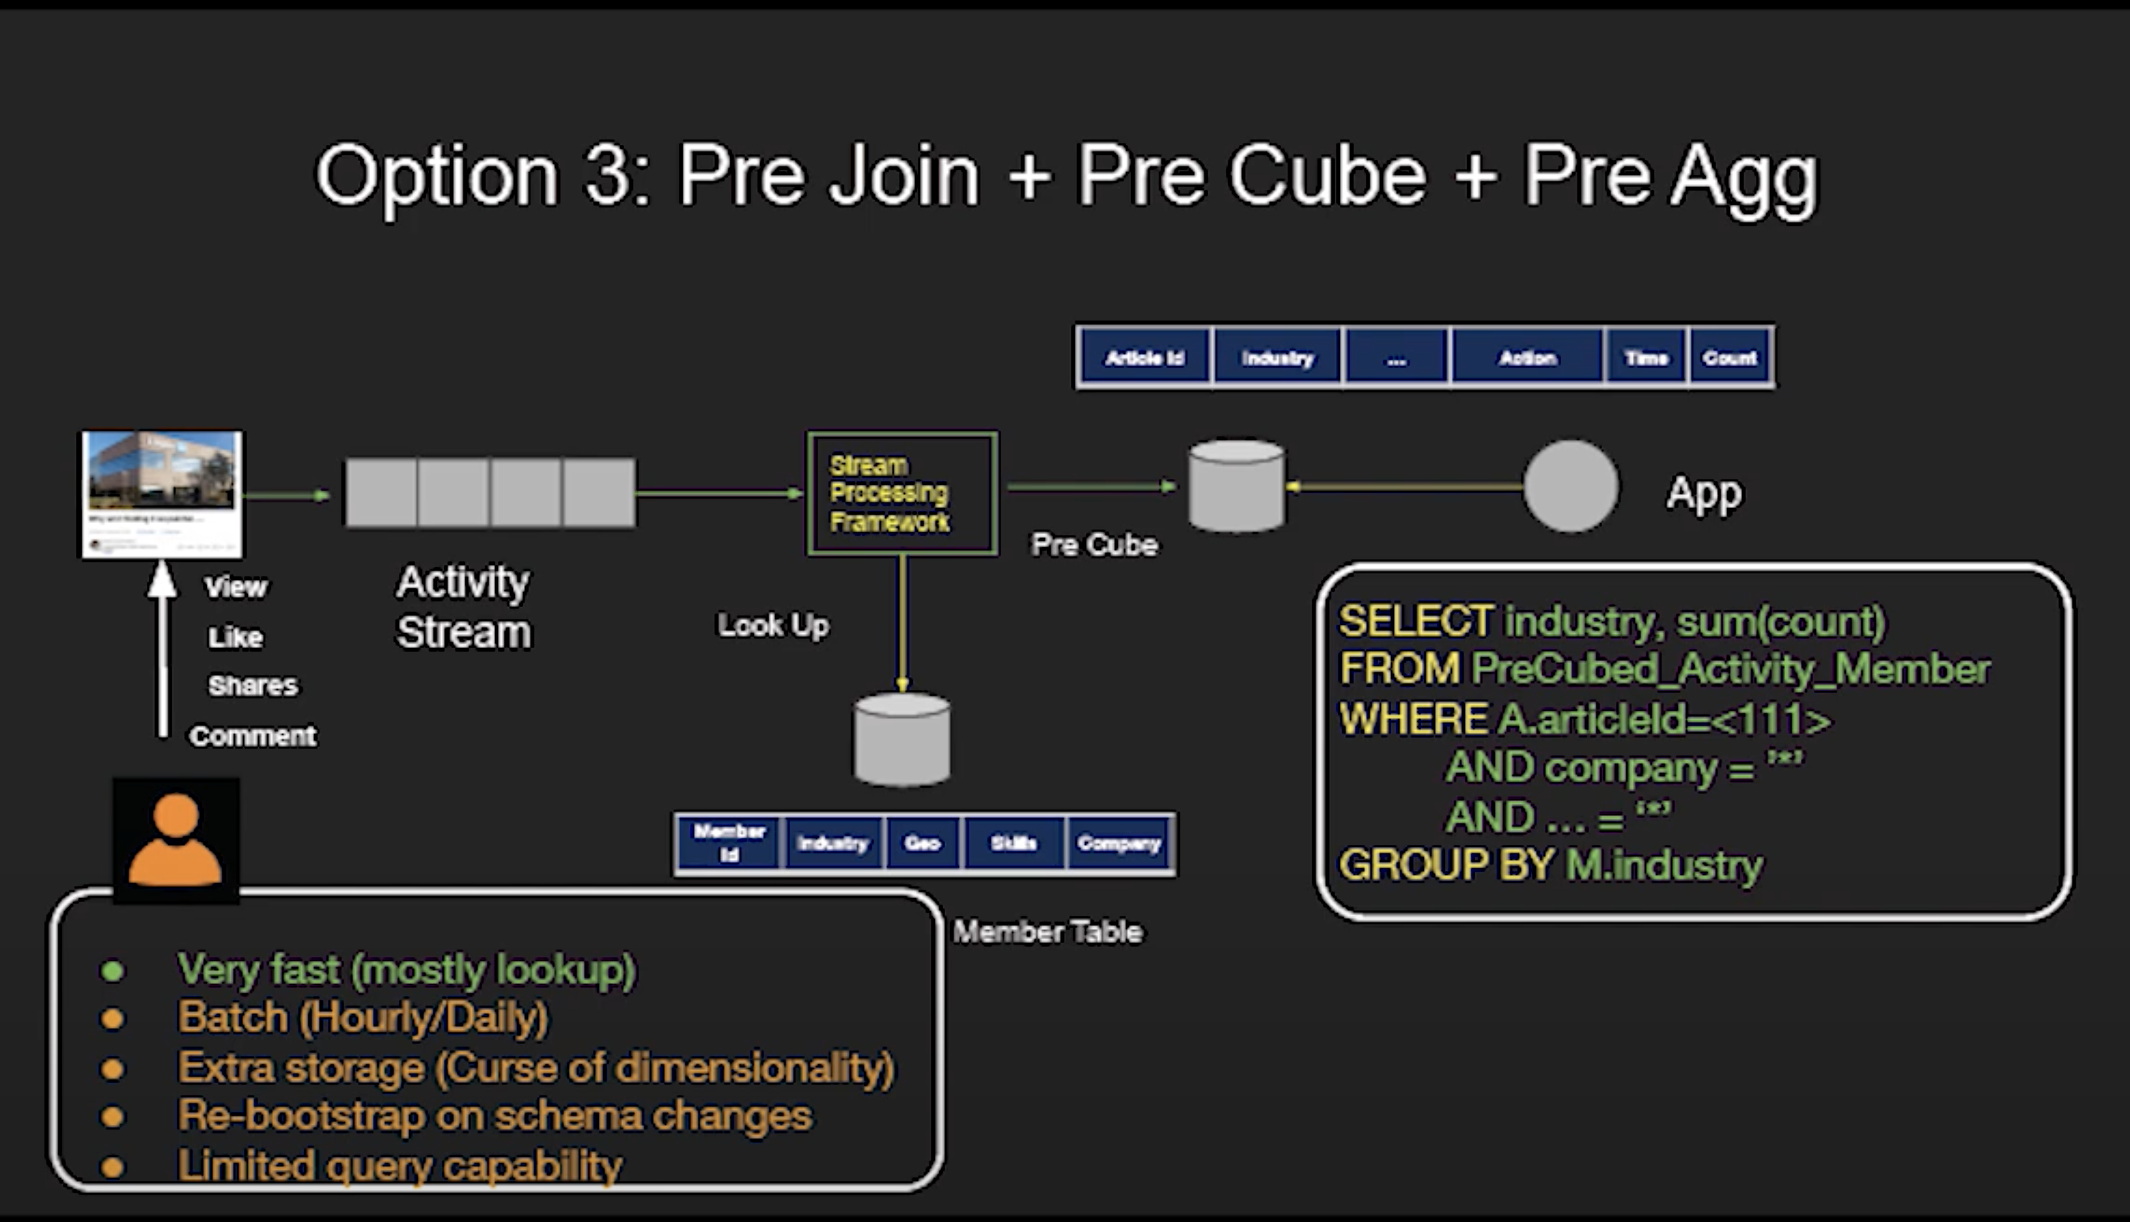 Option 3: Pre Join + Pre Cube + Pre Agg
Article Id
Industry
...
Action
Time
Count
Stream
Processing
Framework
Pre Cube
App
View
Like
Shares
Comment
Activity
Stream
Look Up
Member
Id
Industry
Geo
Skills
Company
Member Table
SELECT industry, sum(count)
FROM PreCubed_Activity_Member
WHERE A.articleId=<111>
AND company = ’*’
AND ... = ‘*’
GROUP BY M.industry
● Very fast (mostly lookup)
● Batch (Hourly/Daily)
● Extra storage (Curse of dimensionality)
● Re-bootstrap on schema changes
● Limited query capability